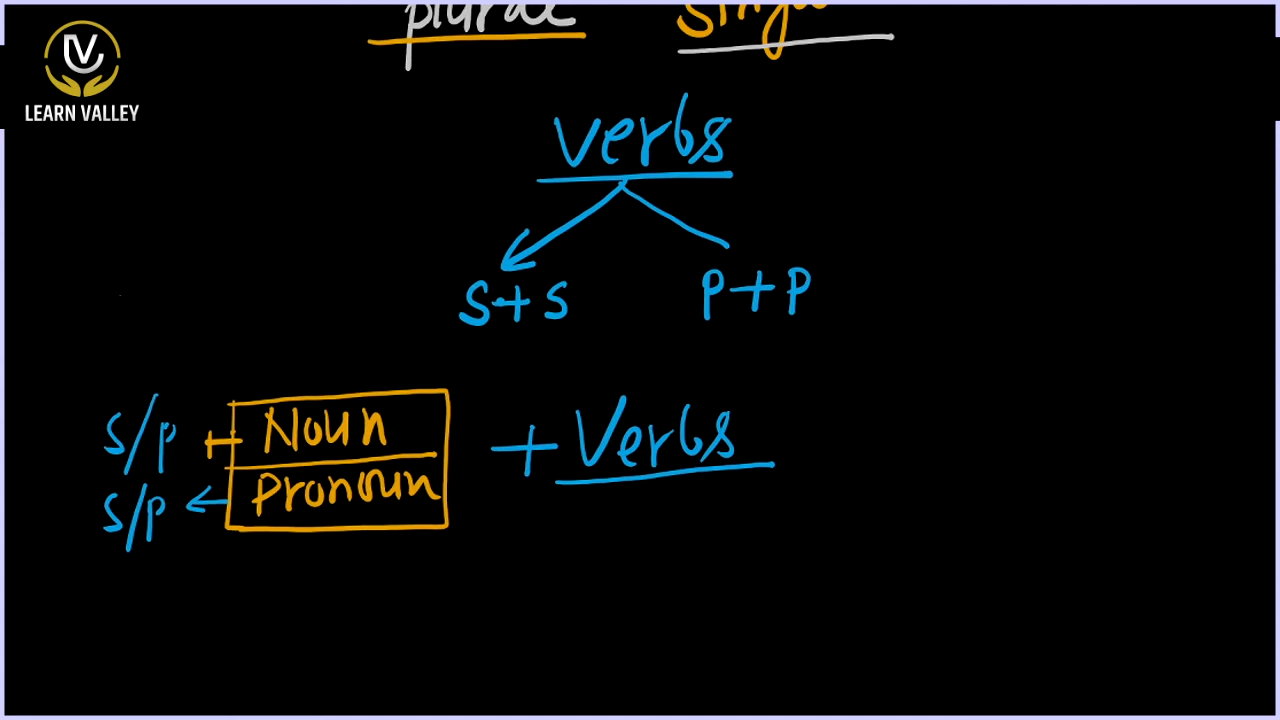 plural
LEARN VALLEY
verbs
S+S P+P
S/P Noun
+ Verbs
S/P ← Pronoun